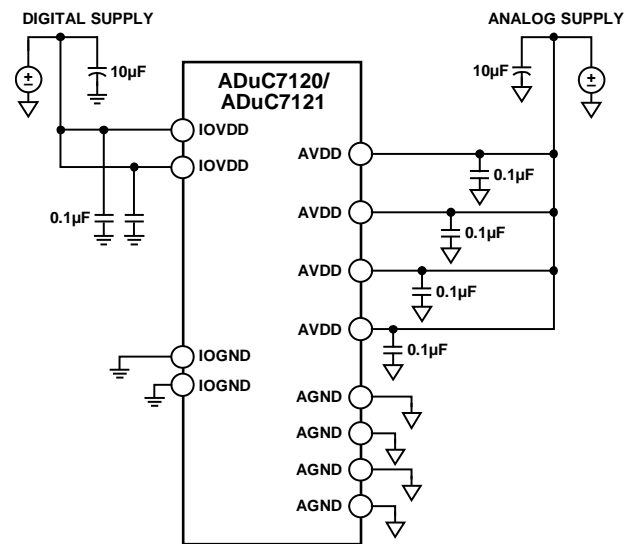 DIGITAL SUPPLY
ANALOG SUPPLY
±
10µF
10µF
±
ADuC7120/
ADuC7121
IOVDD
IOVDD
0.1µF
AVDD
0.1µF
AVDD
0.1µF
AVDD
0.1µF
AVDD
0.1µF
IOGND
IOGND
AGND
AGND
AGND
AGND